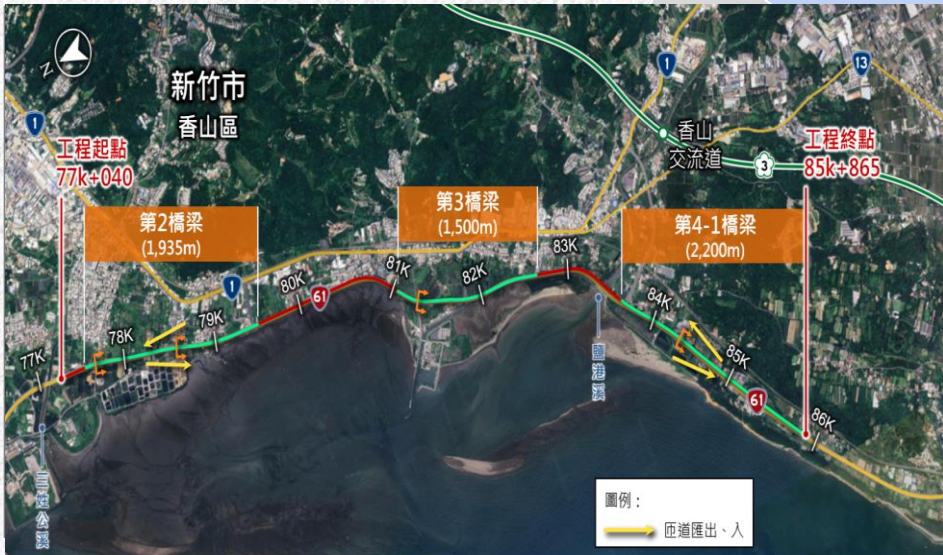 N
新竹市
香山區
1
工程起點
77k+040
1
13
香山
交流道
3
工程終點
85k+865
第2橋梁
(1,935m)
第3橋梁
(1,500m)
第4-1橋梁
(2,200m)
1
61
77K
78K
79K
80K
81K
82K
83K
84K
85K
86K
61
三姓公溪
鹽港溪
圖例：
匝道匯出、入